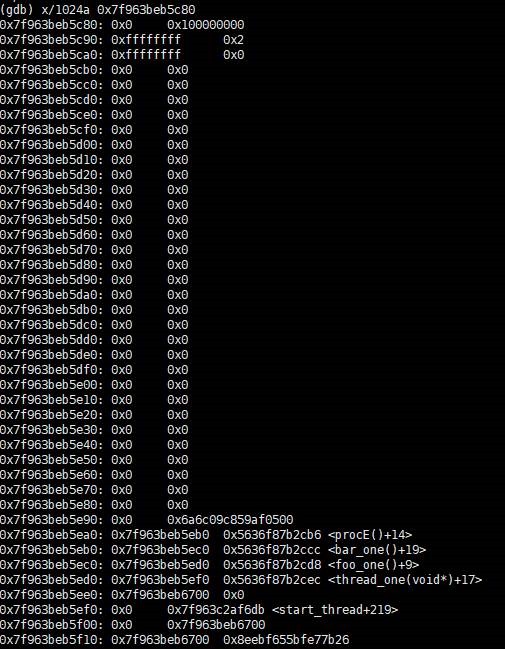 (gdb) x/1024a 0x7f963beb5c80
0x7f963beb5c80: 0x0 0x100000000
0x7f963beb5c90: 0xffffffff 0x2
0x7f963beb5ca0: 0xffffffff 0x0
0x7f963beb5cb0: 0x0 0x0
0x7f963beb5cc0: 0x0 0x0
0x7f963beb5cd0: 0x0 0x0
0x7f963beb5ce0: 0x0 0x0
0x7f963beb5cf0: 0x0 0x0
0x7f963beb5d00: 0x0 0x0
0x7f963beb5d10: 0x0 0x0
0x7f963beb5d20: 0x0 0x0
0x7f963beb5d30: 0x0 0x0
0x7f963beb5d40: 0x0 0x0
0x7f963beb5d50: 0x0 0x0
0x7f963beb5d60: 0x0 0x0
0x7f963beb5d70: 0x0 0x0
0x7f963beb5d80: 0x0 0x0
0x7f963beb5d90: 0x0 0x0
0x7f963beb5da0: 0x0 0x0
0x7f963beb5db0: 0x0 0x0
0x7f963beb5dc0: 0x0 0x0
0x7f963beb5dd0: 0x0 0x0
0x7f963beb5de0: 0x0 0x0
0x7f963beb5df0: 0x0 0x0
0x7f963beb5e00: 0x0 0x0
0x7f963beb5e10: 0x0 0x0
0x7f963beb5e20: 0x0 0x0
0x7f963beb5e30: 0x0 0x0
0x7f963beb5e40: 0x0 0x0
0x7f963beb5e50: 0x0 0x0
0x7f963beb5e60: 0x0 0x0
0x7f963beb5e70: 0x0 0x0
0x7f963beb5e80: 0x0 0x0
0x7f963beb5e90: 0x0 0x6a6c09c859af0500
0x7f963beb5ea0: 0x7f963beb5eb0 0x5636f87b2cb6 <procE()+14>
0x7f963beb5eb0: 0x7f963beb5ec0 0x5636f87b2ccc <bar_one()+19>
0x7f963beb5ec0: 0x7f963beb5ed0 0x5636f87b2cd8 <foo_one()+9>
0x7f963beb5ed0: 0x7f963beb5ef0 0x5636f87b2cec <thread_one(void*)+17>
0x7f963beb5ee0: 0x7f963beb6700 0x0
0x7f963beb5ef0: 0x0 0x7f963c2af6db <start_thread+219>
0x7f963beb5f00: 0x0 0x7f963beb6700
0x7f963beb5f10: 0x7f963beb6700 0x8eebf655bfe77b26